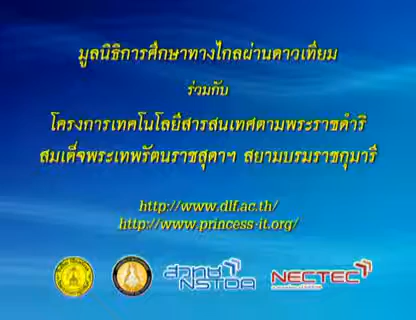 มูลนิธิการศึกษาทางไกลผ่านดาวเทียม
ร่วมกับ
โครงการเทคโนโลยีสารสนเทศตามพระราชดำริ
สมเด็จพระเทพรัตนราชสุดาฯ สยามบรมราชกุมารี
http://www.dlf.ac.th/
http://www.princess-it.org/
สวทช
NSTDA
NECTEC